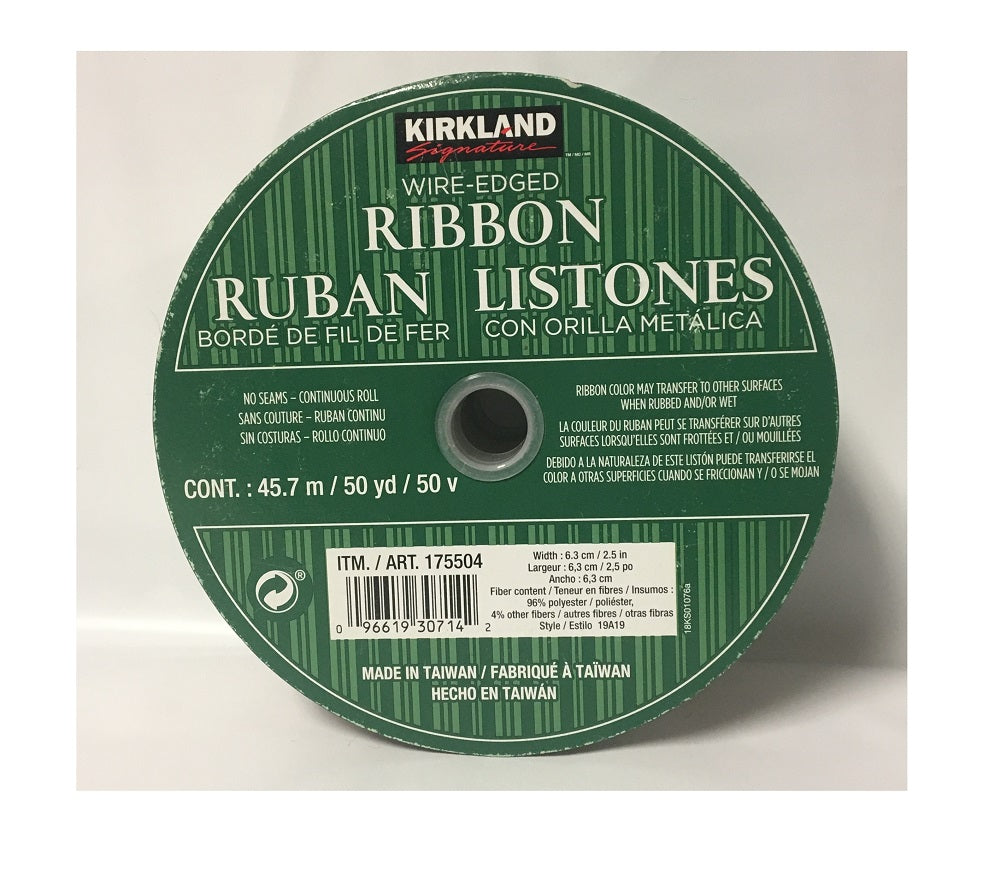 KIRKLAND
Signature
TM / MD / MR
WIRE-EDGED
RIBBON
RUBAN
BORDÉ DE FIL DE FER
LISTONES
CON ORILLA METÁLICA
NO SEAMS – CONTINUOUS ROLL
SANS COUTURE – RUBAN CONTINU
SIN COSTURAS – ROLLO CONTINUO
CONT. : 45.7 m / 50 yd / 50 v
RIBBON COLOR MAY TRANSFER TO OTHER SURFACES
WHEN RUBBED AND/OR WET
LA COULEUR DU RUBAN PEUT SE TRANSFÉRER SUR D'AUTRES
SURFACES LORSQU'ELLES SONT FROTTÉES ET / OU MOUILLÉES
DEBIDO A LA NATURALEZA DE ESTE LISTÓN PUEDE TRANSFERIRSE EL
COLOR A OTRAS SUPERFICIES CUANDO SE FRICCIONAN Y / O SE MOJAN
®
ITM. / ART. 175504
0 96619 30714 2
Width : 6.3 cm / 2.5 in
Largeur : 6,3 cm / 2,5 po
Ancho : 6,3 cm
Fiber content / Teneur en fibres / Insumos :
96% polyester / poliéster,
4% other fibers / autres fibres / otras fibras
Style / Estilo 19A19
18KS01076a
MADE IN TAIWAN / FABRIQUÉ À TAÏWAN
HECHO EN TAIWÁN